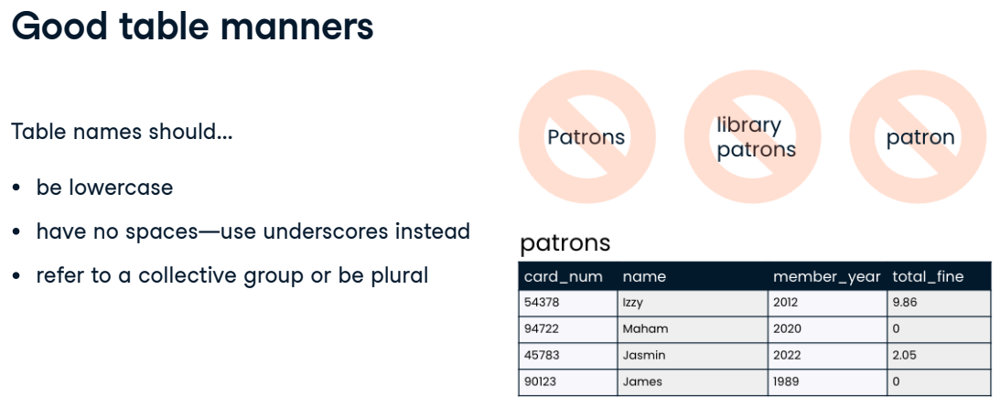 Good table manners
Table names should...
• be lowercase
• have no spaces—use underscores instead
• refer to a collective group or be plural
Patrons
library
patrons
patron
patrons
card_num name member_year total_fine
54378 Izzy 2012 9.86
94722 Maham 2020 0
45783 Jasmin 2022 2.05
90123 James 1989 0